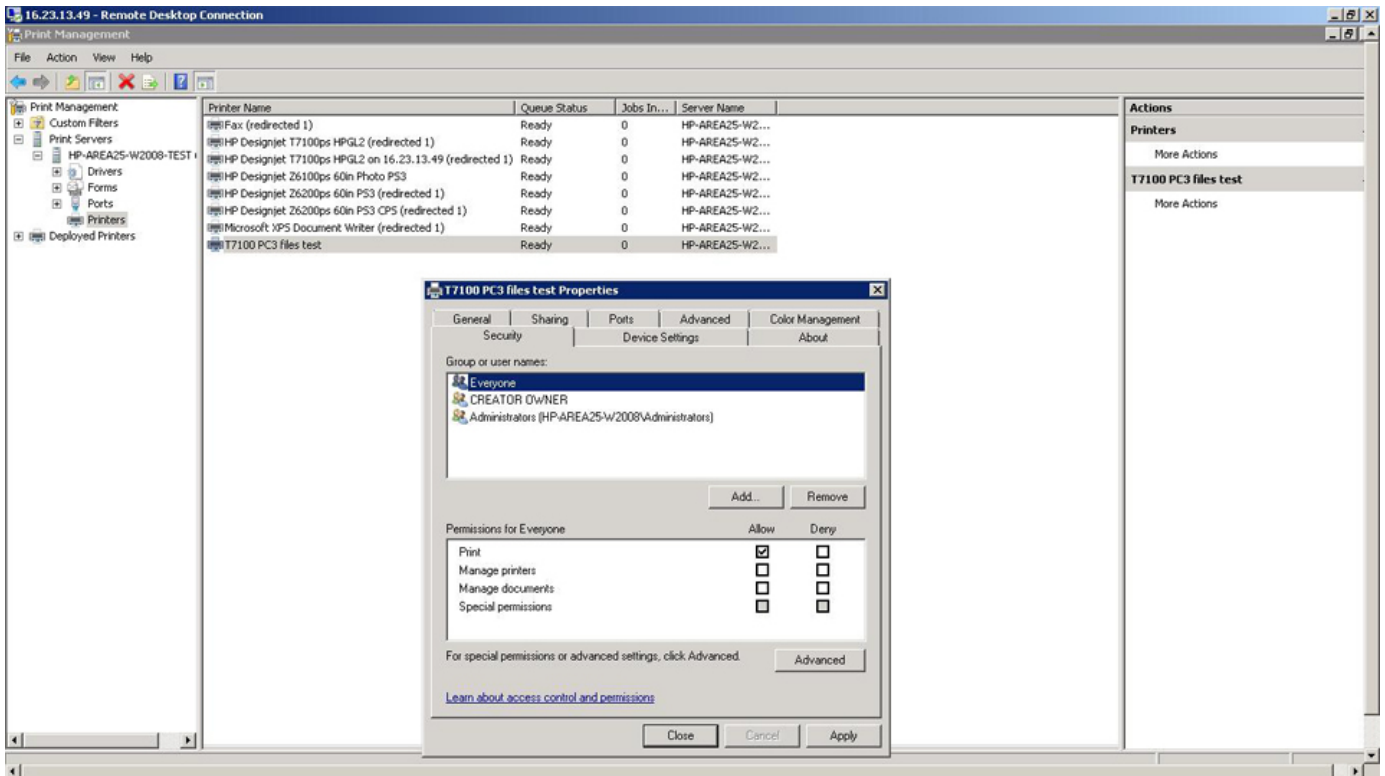 16.23.13.49 - Remote Desktop Connection
Print Management
File Action View Help
Print Management
Custom Filters
Print Servers
HP-AREA25-W2008-TEST
Drivers
Forms
Ports
Printers
Deployed Printers
Printer Name Queue Status Jobs In... Server Name
Fax (redirected 1) Ready 0 HP-AREA25-W2...
HP Designjet T7100ps HPGL2 (redirected 1) Ready 0 HP-AREA25-W2...
HP Designjet T7100ps HPGL2 on 16.23.13.49 (redirected 1) Ready 0 HP-AREA25-W2...
HP Designjet Z6100ps 60in Photo PS3 Ready 0 HP-AREA25-W2...
HP Designjet Z6200ps 60in PS3 (redirected 1) Ready 0 HP-AREA25-W2...
HP Designjet Z6200ps 60in PS3 CPS (redirected 1) Ready 0 HP-AREA25-W2...
Microsoft XPS Document Writer (redirected 1) Ready 0 HP-AREA25-W2...
T7100 PC3 files test Ready 0 HP-AREA25-W2...
Actions
Printers
More Actions
T7100 PC3 files test
More Actions
T7100 PC3 files test Properties
General Sharing Ports Advanced Color Management
Security Device Settings About
Group or user names:
Everyone
CREATOR OWNER
Administrators (HP-AREA25-W2008\Administrators)
Add... Remove
Permissions for Everyone Allow Deny
Print
Manage printers
Manage documents
Special permissions
For special permissions or advanced settings, click Advanced.
Advanced
Learn about access control and permissions
Close Cancel Apply